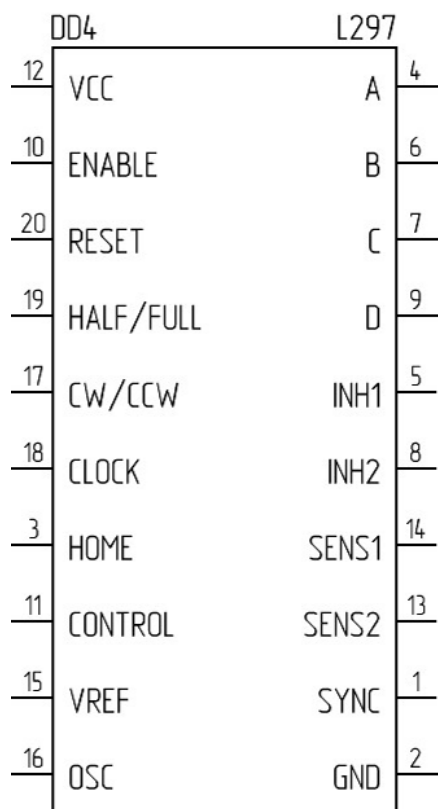 DD4 L297
12 VCC A 4
10 ENABLE B 6
20 RESET C 7
19 HALF/FULL D 9
17 CW/CCW INH1 5
18 CLOCK INH2 8
3 HOME SENS1 14
11 CONTROL SENS2 13
15 VREF SYNC 1
16 OSC GND 2